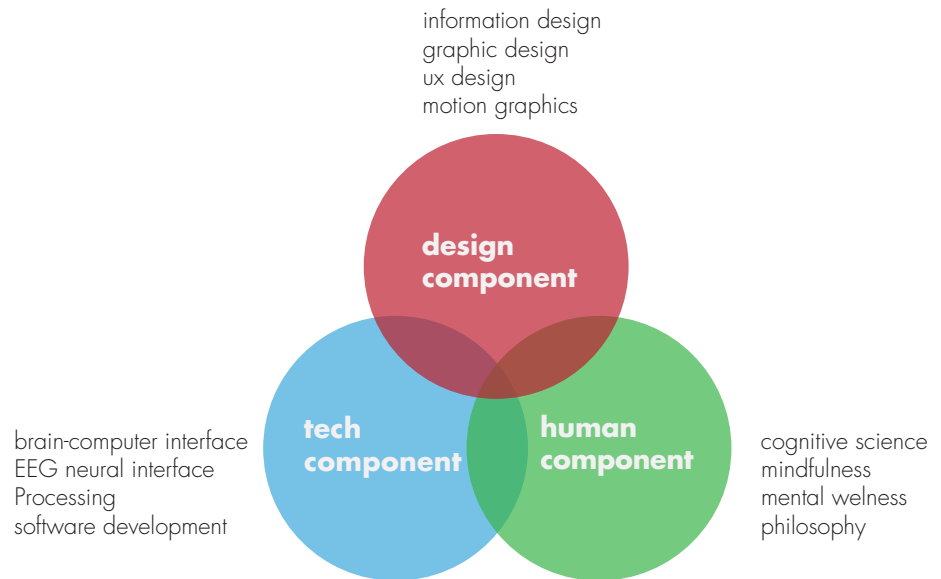 information design
graphic design
ux design
motion graphics
design
component
tech
component
human
component
brain-computer interface
EEG neural interface
Processing
software development
cognitive science
mindfulness
mental welness
philosophy